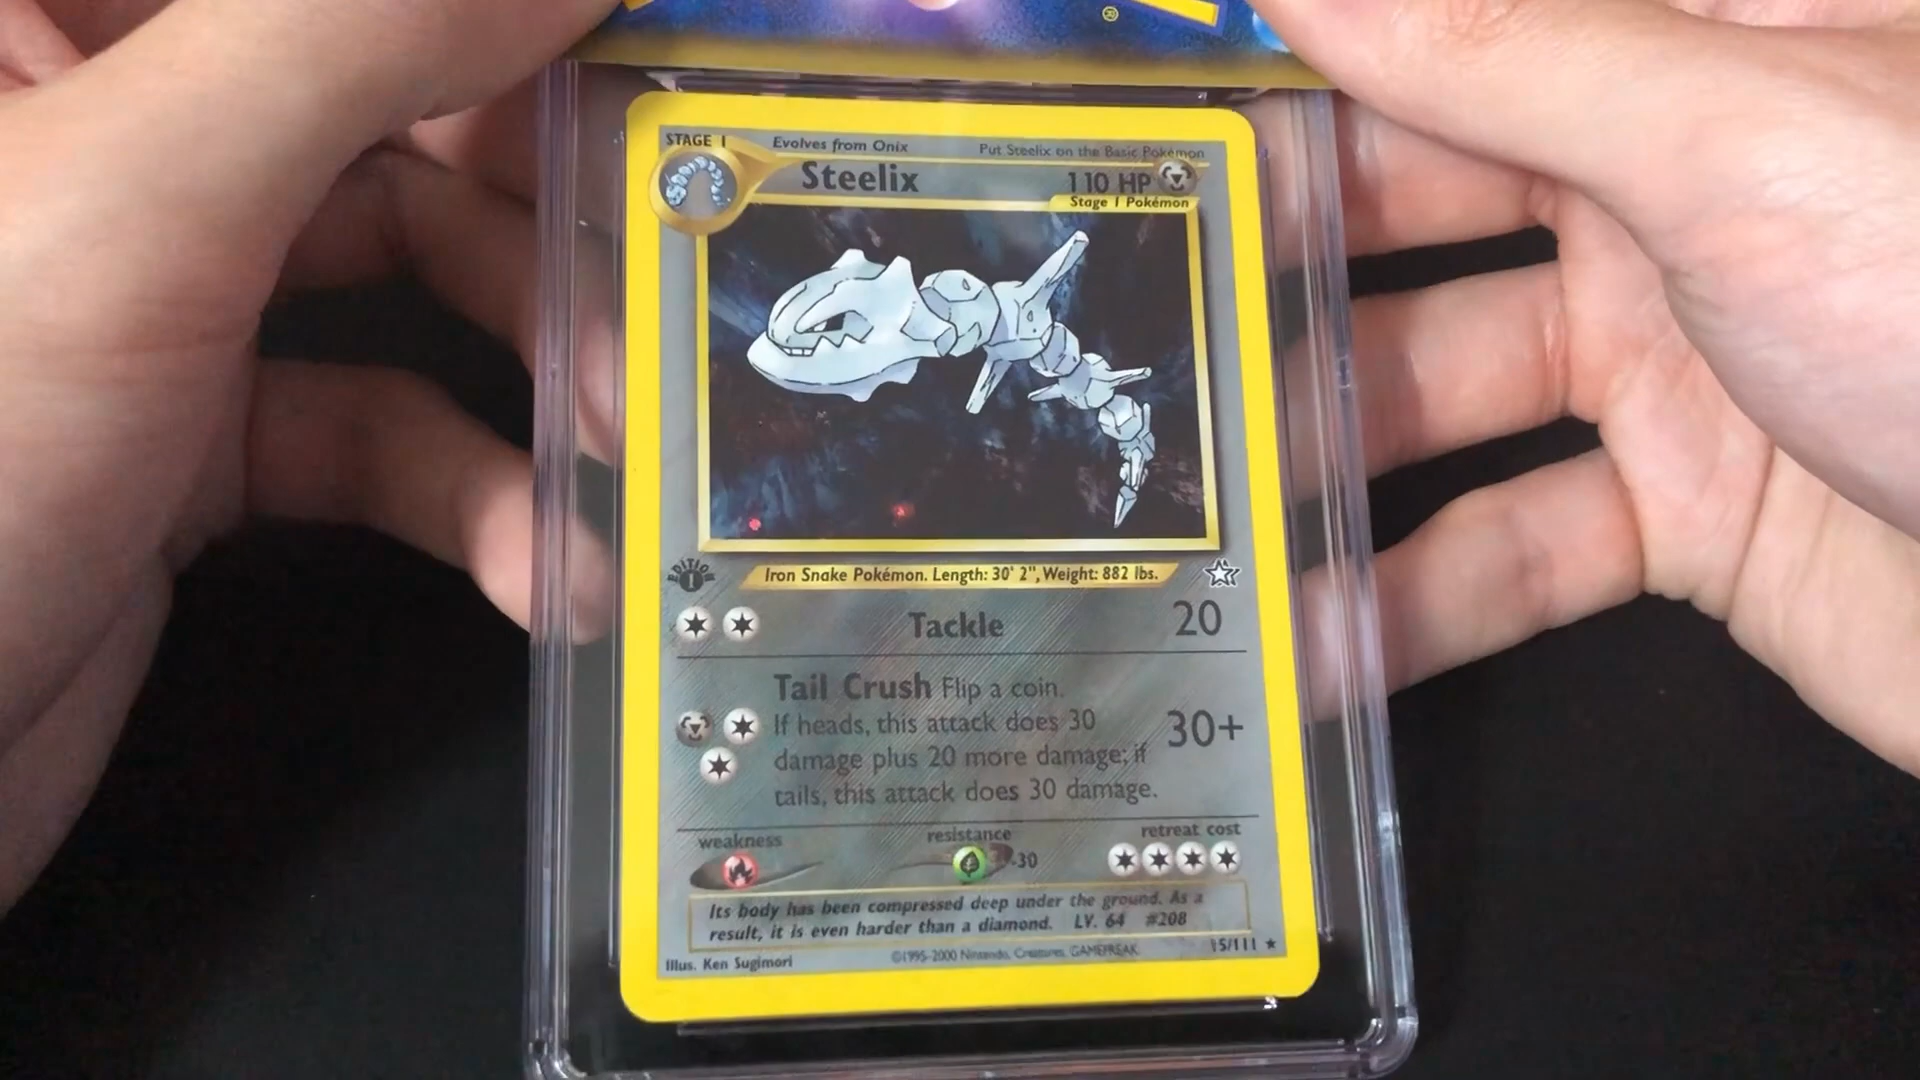 STAGE 1
Evolves from Onix
Put Steelix on the Basic Pokémon
Steelix
110 HP
Stage 1 Pokémon
EDITION
1
Iron Snake Pokémon. Length: 30' 2", Weight: 882 lbs.
Tackle
20
Tail Crush Flip a coin.
If heads, this attack does 30
damage plus 20 more damage; if
tails, this attack does 30 damage.
30+
weakness
resistance
retreat cost
-30
Its body has been compressed deep under the ground. As a
result, it is even harder than a diamond. LV. 64 #208
Illus. Ken Sugimori
©1995-2000 Nintendo, Creatures, GAMEFREAK
15/111 ★